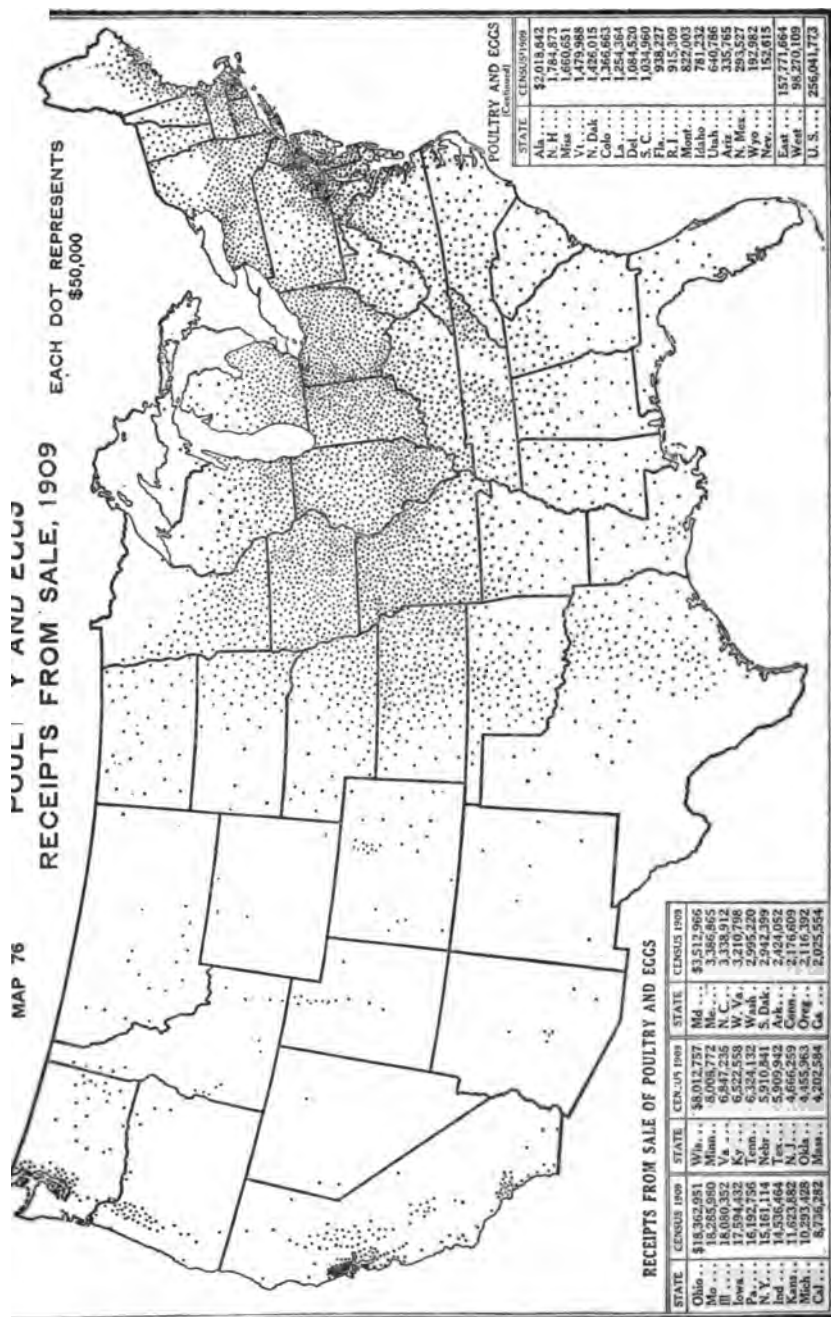 MAP 76
POULT Y AND EGGS
RECEIPTS FROM SALE, 1909
EACH DOT REPRESENTS
$50,000
RECEIPTS FROM SALE OF POULTRY AND EGGS
STATE CENSUS 1909 STATE CENSUS 1909 STATE CENSUS 1909
Ohio.. $18,362,951 Wis... $8,012,757 Md.... $3,512,966
Mo.... 18,285,980 Minn... 8,008,772 Me.... 3,386,865
Ill.... 18,080,352 Va.... 6,847,235 N. C... 3,338,912
Iowa... 17,594,432 Ky.... 6,522,558 W. Va. 3,210,798
Pa.... 16,192,756 Tenn... 6,324,132 Wash.. 2,995,220
N. Y... 15,161,114 Nebr... 5,910,841 S. Dak. 2,942,399
Ind.... 14,536,464 Tex.... 5,909,942 Ark.... 2,424,052
Kans.. 11,623,882 N. J... 4,666,259 Conn.. 2,176,609
Mich.. 10,293,428 Okla... 4,455,963 Oreg... 2,116,392
Cal.... 8,736,282 Mass.. 4,202,584 Ga.... 2,025,554
POULTRY AND EGGS
(Continued)
STATE CENSUS 1909
Ala.... $2,018,842
N. H... 1,784,873
Miss... 1,660,651
Vt..... 1,479,988
N. Dak 1,426,015
Colo... 1,366,663
La.... 1,254,364
Del.... 1,084,520
S. C... 1,034,960
Fla.... 938,227
R. I... 915,309
Mont.. 822,003
Idaho.. 781,232
Utah... 640,786
Ariz... 335,765
N. Mex. 293,527
Wyo... 192,982
Nev... 152,615
East... 157,771,664
West.. 98,270,109
U. S... 256,041,773